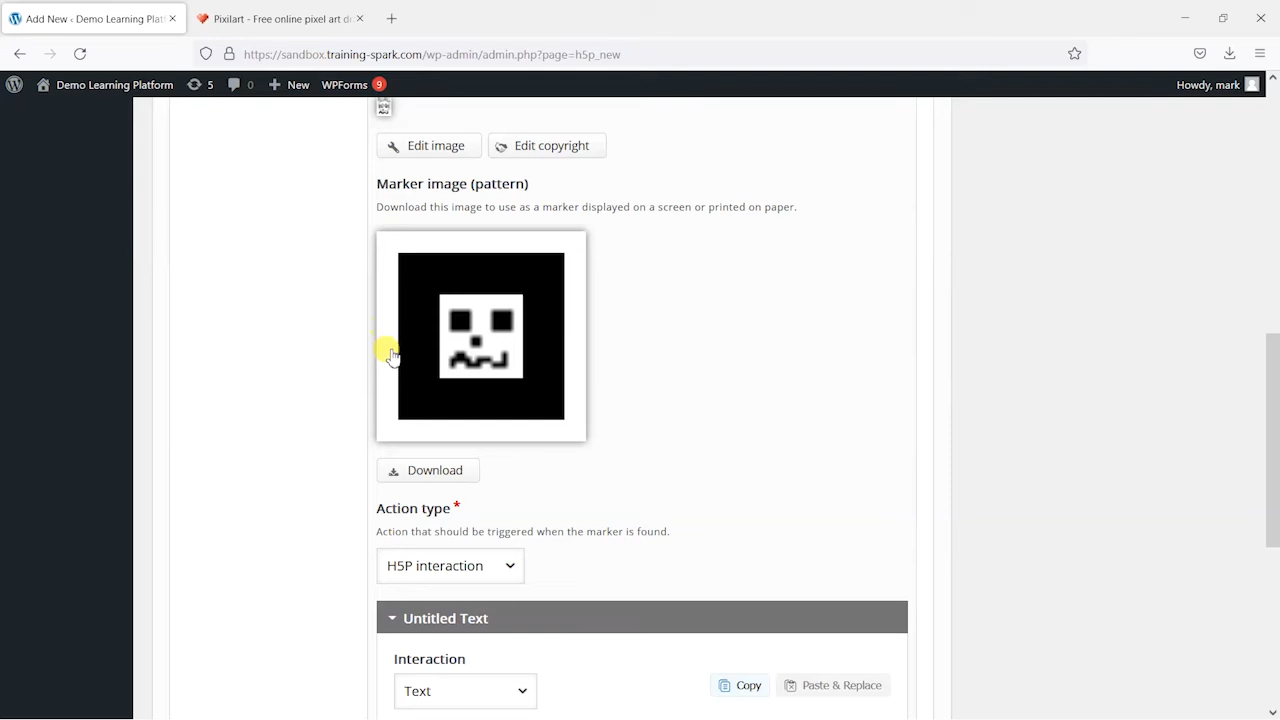 Add New ‹ Demo Learning Platf
Pixilart - Free online pixel art d
https://sandbox.training-spark.com/wp-admin/admin.php?page=h5p_new
Demo Learning Platform
5
0
New
WPForms
9
Howdy, mark
Edit image
Edit copyright
Marker image (pattern)
Download this image to use as a marker displayed on a screen or printed on paper.
Download
Action type *
Action that should be triggered when the marker is found.
H5P interaction
Untitled Text
Interaction
Text
Copy
Paste & Replace